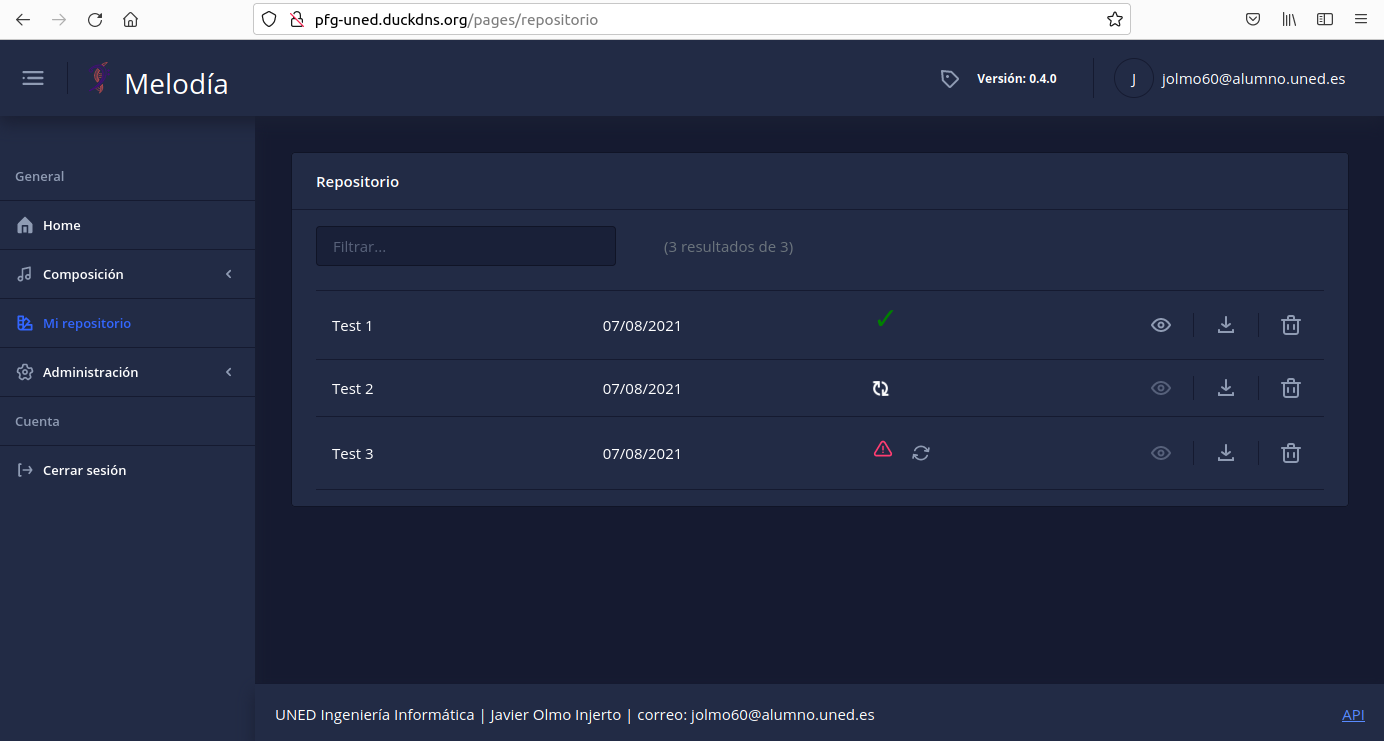 pfg-uned.duckdns.org/pages/repositorio
Melodía
Versión: 0.4.0
J
jolmo60@alumno.uned.es
General
Home
Composición
Mi repositorio
Administración
Cuenta
Cerrar sesión
Repositorio
Filtrar...
(3 resultados de 3)
Test 1 07/08/2021
Test 2 07/08/2021
Test 3 07/08/2021
UNED Ingeniería Informática | Javier Olmo Injerto | correo: jolmo60@alumno.uned.es
API